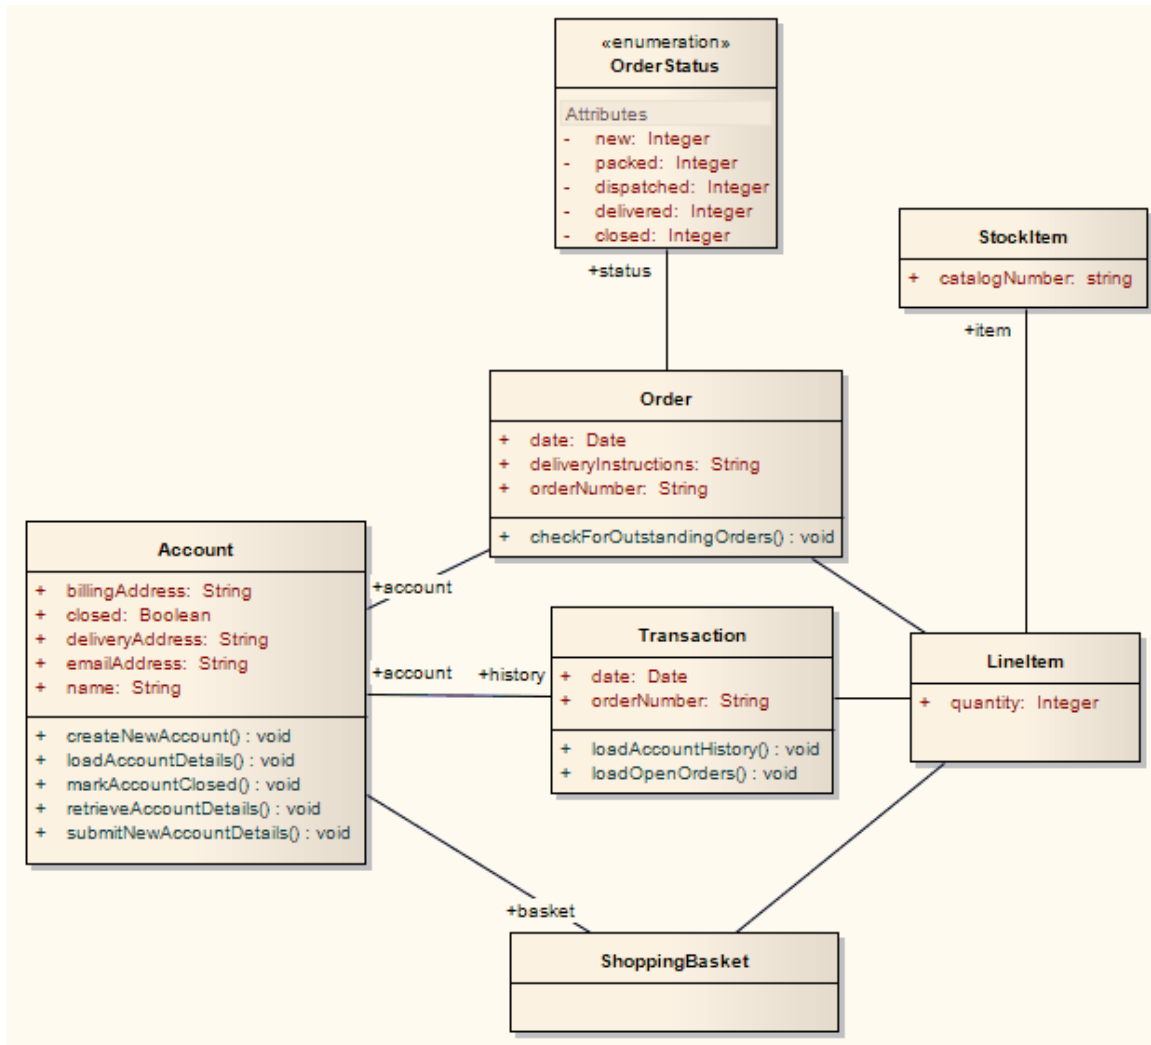 «enumeration»
OrderStatus
Attributes
- new: Integer
- packed: Integer
- dispatched: Integer
- delivered: Integer
- closed: Integer
+status
StockItem
+ catalogNumber: string
+item
Order
+ date: Date
+ deliveryInstructions: String
+ orderNumber: String
+ checkForOutstandingOrders() : void
Account
+ billingAddress: String
+ closed: Boolean
+ deliveryAddress: String
+ emailAddress: String
+ name: String
+ createNewAccount() : void
+ loadAccountDetails() : void
+ markAccountClosed() : void
+ retrieveAccountDetails() : void
+ submitNewAccountDetails() : void
+account
+account
+history
Transaction
+ date: Date
+ orderNumber: String
+ loadAccountHistory() : void
+ loadOpenOrders() : void
LineItem
+ quantity: Integer
+basket
ShoppingBasket